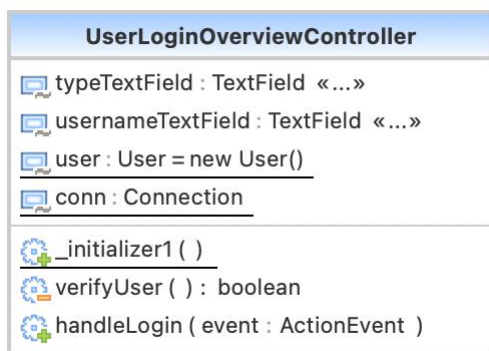 UserLoginOverviewController
typeTextField : TextField «...»
usernameTextField : TextField «...»
user : User = new User()
conn : Connection
_initializer1 ( )
verifyUser ( ) : boolean
handleLogin ( event : ActionEvent )